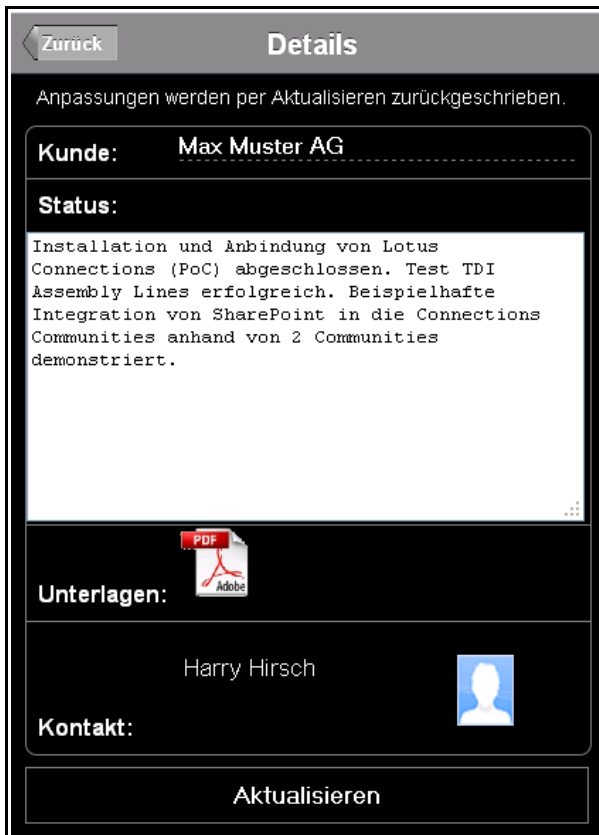 Zurück
Details
Anpassungen werden per Aktualisieren zurückgeschrieben.
Kunde: Max Muster AG
Status:
Installation und Anbindung von Lotus
Connections (PoC) abgeschlossen. Test TDI
Assembly Lines erfolgreich. Beispielhafte
Integration von SharePoint in die Connections
Communities anhand von 2 Communities
demonstriert.
PDF
Adobe
Unterlagen:
Harry Hirsch
Kontakt:
Aktualisieren